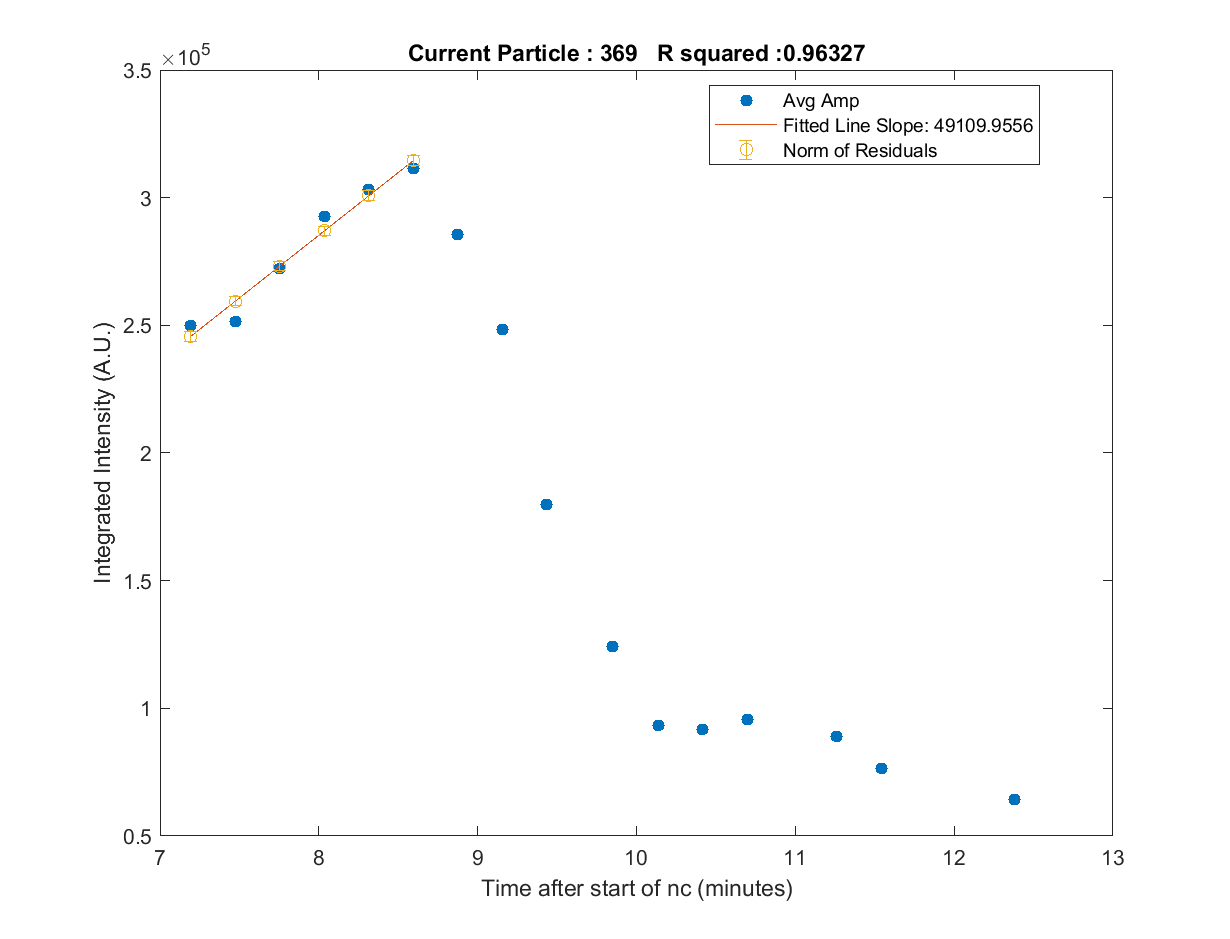 Current Particle : 369 R squared :0.96327
×10^5
3.5
3
2.5
2
1.5
1
0.5
Integrated Intensity (A.U.)
Avg Amp
Fitted Line Slope: 49109.9556
Norm of Residuals
7 8 9 10 11 12 13
Time after start of nc (minutes)